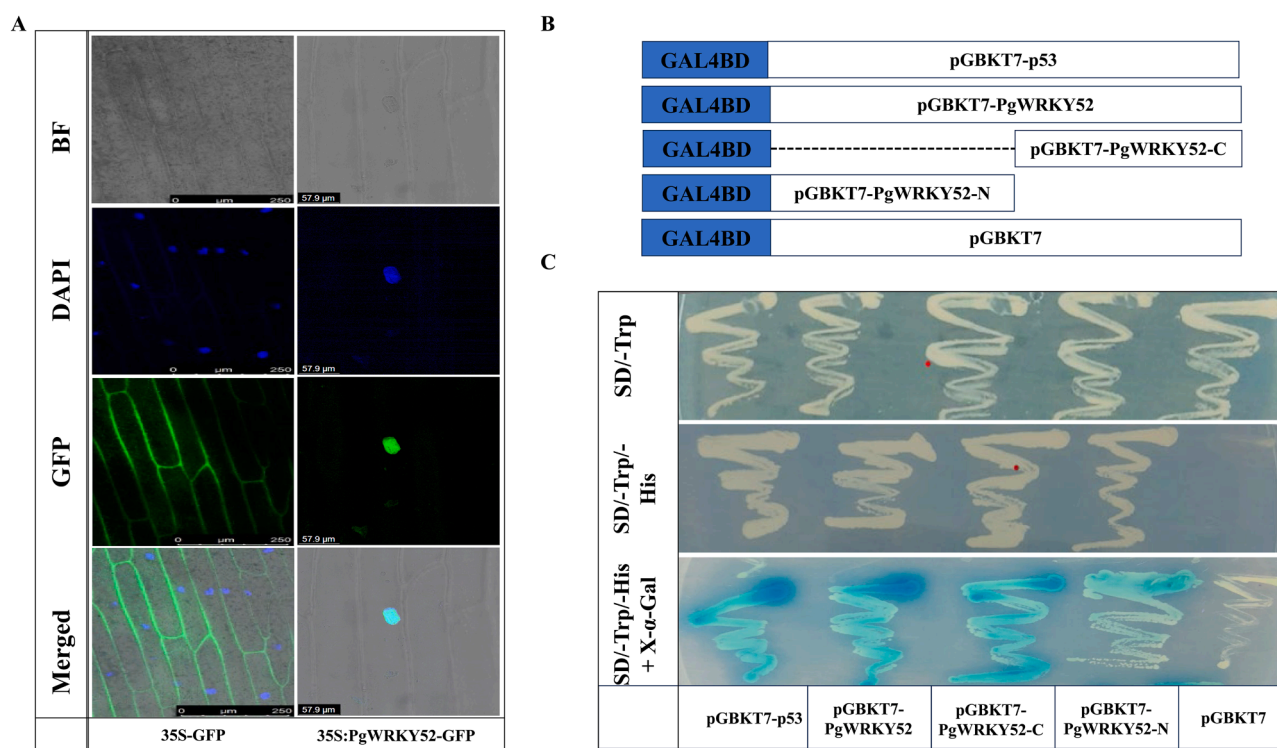 A
BF
0 μm 250
57.9 μm
DAPI
0 μm 250
57.9 μm
GFP
0 μm 250
57.9 μm
Merged
0 μm 250
57.9 μm
35S-GFP
35S:PgWRKY52-GFP
B
GAL4BD pGBKT7-p53
GAL4BD pGBKT7-PgWRKY52
GAL4BD pGBKT7-PgWRKY52-C
GAL4BD pGBKT7-PgWRKY52-N
GAL4BD pGBKT7
C
SD/-Trp
SD/-Trp/-
His
SD/-Trp/-His
+ X-α-Gal
pGBKT7-p53
pGBKT7-
PgWRKY52
pGBKT7-
PgWRKY52-C
pGBKT7-
PgWRKY52-N
pGBKT7